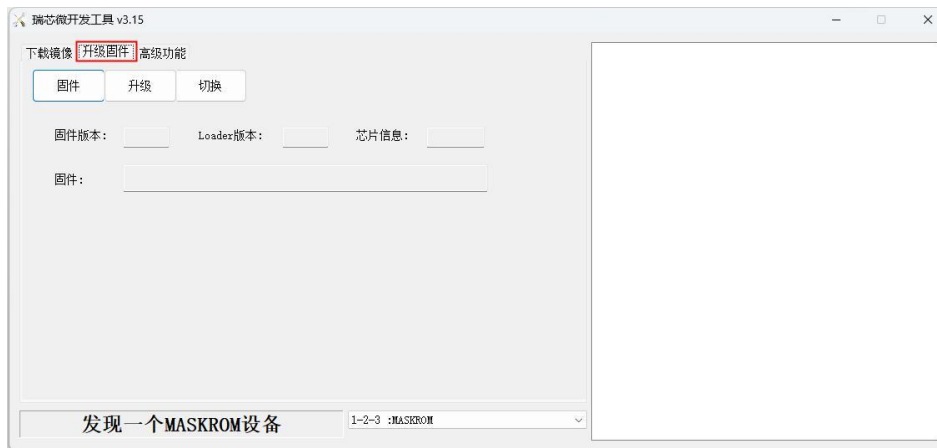 瑞芯微开发工具 v3.15
下载镜像 升级固件 高级功能
固件 升级 切换
固件版本: Loader版本: 芯片信息:
固件:
发现一个MASKROM设备 1-2-3 :MASKROM